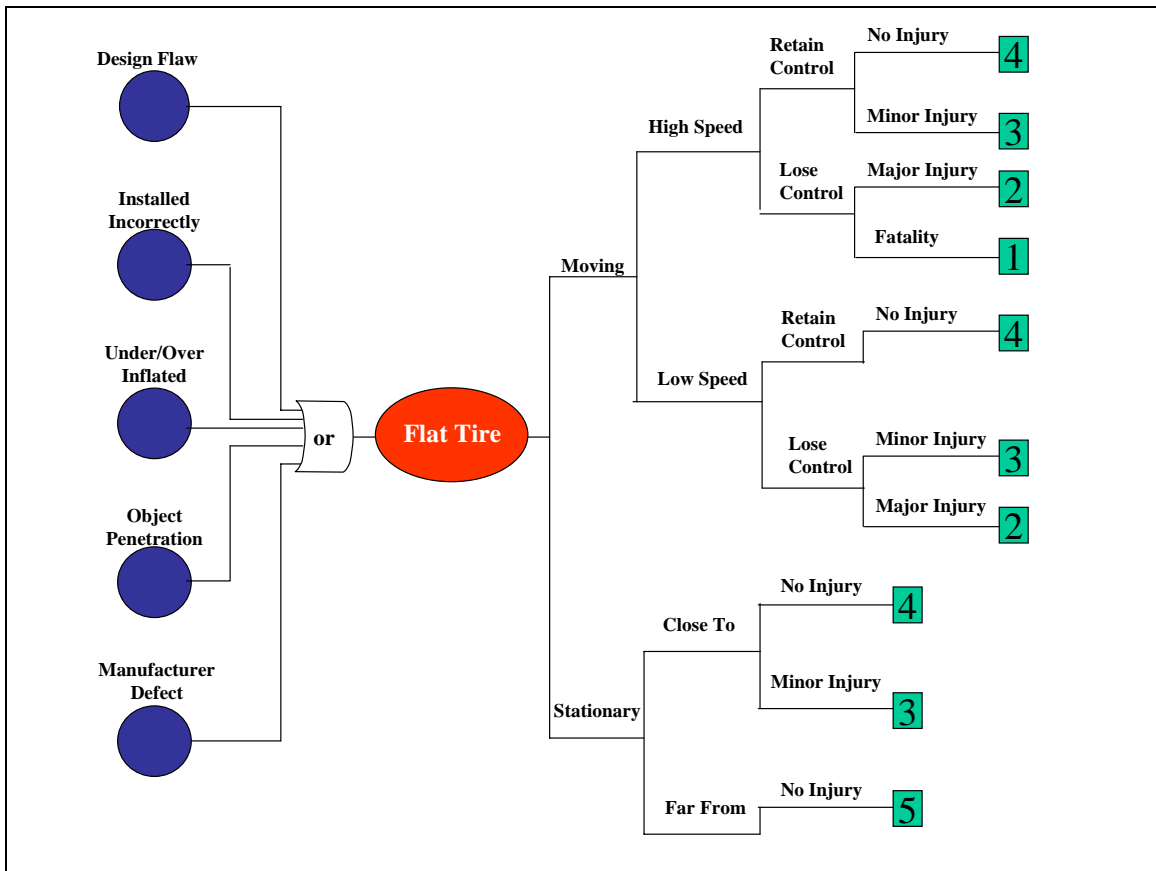 Design Flaw
Installed
Incorrectly
Under/Over
Inflated
Object
Penetration
Manufacturer
Defect
or
Flat Tire
Moving
High Speed
Retain
Control
No Injury
4
Minor Injury
3
Lose
Control
Major Injury
2
Fatality
1
Low Speed
Retain
Control
No Injury
4
Lose
Control
Minor Injury
3
Major Injury
2
Stationary
Close To
No Injury
4
Minor Injury
3
Far From
No Injury
5